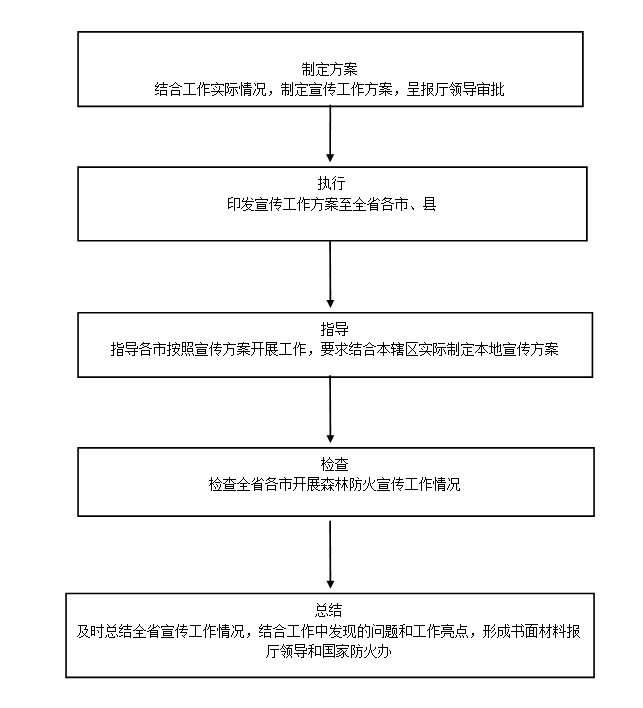 制定方案
结合工作实际情况，制定宣传工作方案，呈报厅领导审批
执行
印发宣传工作方案至全省各市、县
指导
指导各市按照宣传方案开展工作，要求结合本辖区实际制定本地宣传方案
检查
检查全省各市开展森林防火宣传工作情况
总结
及时总结全省宣传工作情况，结合工作中发现的问题和工作亮点，形成书面材料报
厅领导和国家防火办